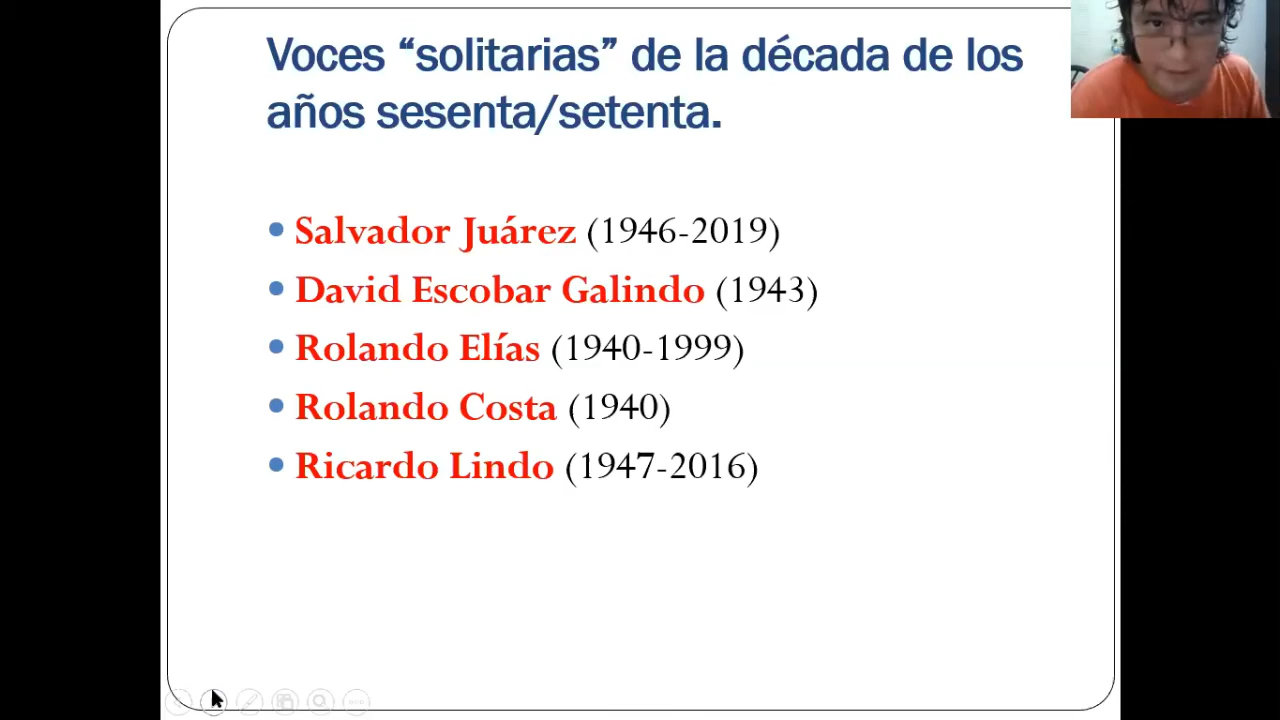 Voces “solitarias” de la década de los
años sesenta/setenta.
• Salvador Juárez (1946-2019)
• David Escobar Galindo (1943)
• Rolando Elías (1940-1999)
• Rolando Costa (1940)
• Ricardo Lindo (1947-2016)